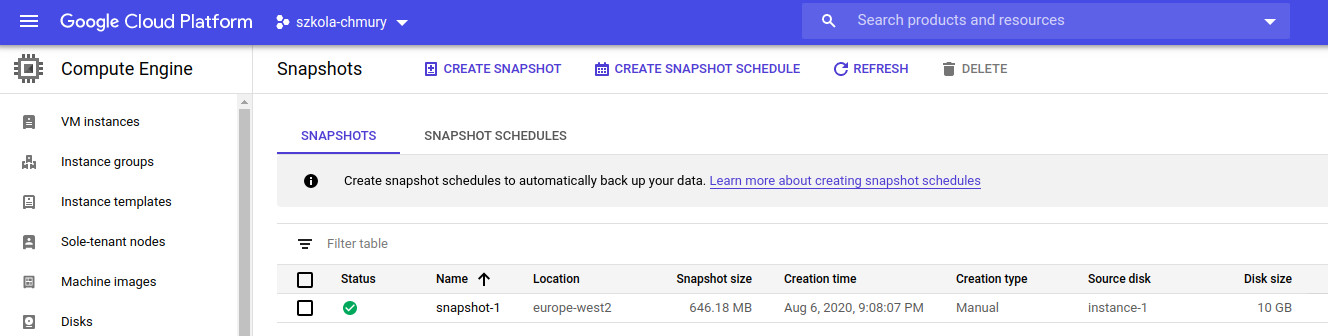 Google Cloud Platform szkola-chmury Search products and resources
Compute Engine Snapshots CREATE SNAPSHOT CREATE SNAPSHOT SCHEDULE REFRESH DELETE
VM instances
Instance groups
Instance templates
Sole-tenant nodes
Machine images
Disks
SNAPSHOTS SNAPSHOT SCHEDULES
Create snapshot schedules to automatically back up your data. Learn more about creating snapshot schedules
Filter table
Status Name Location Snapshot size Creation time Creation type Source disk Disk size
snapshot-1 europe-west2 646.18 MB Aug 6, 2020, 9:08:07 PM Manual instance-1 10 GB